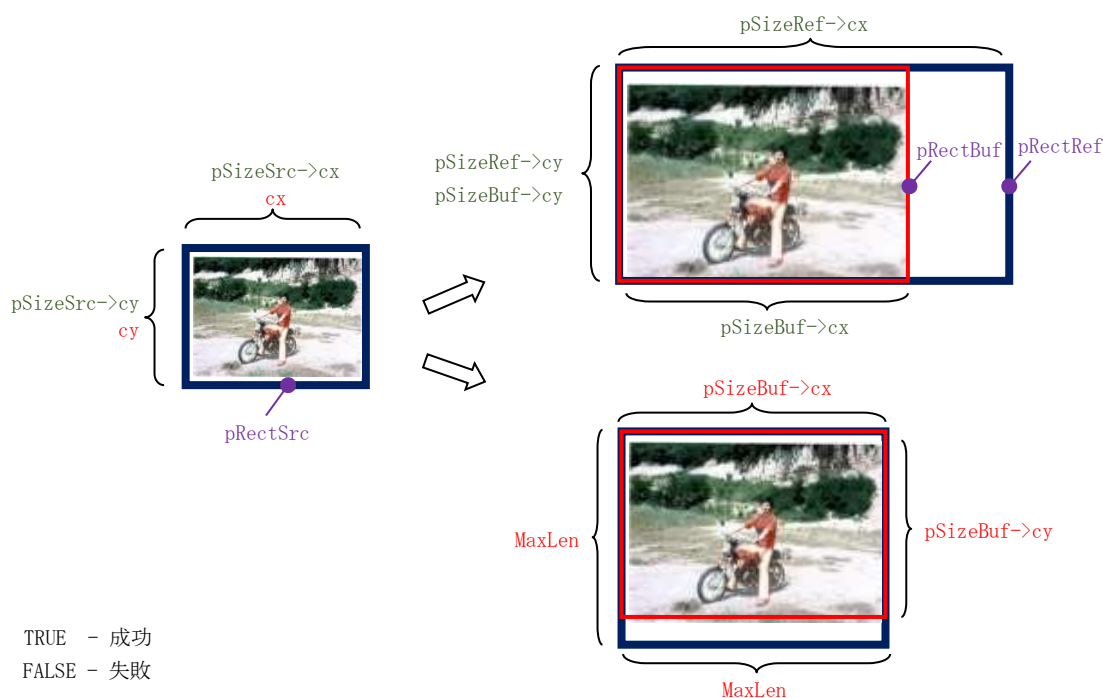 pSizeRef->cx
pSizeRef->cy
pSizeBuf->cy
pRectBuf
pRectRef
pSizeBuf->cx
pSizeSrc->cx
cx
pSizeSrc->cy
cy
pRectSrc
pSizeBuf->cx
MaxLen
pSizeBuf->cy
MaxLen
TRUE - 成功
FALSE - 失敗